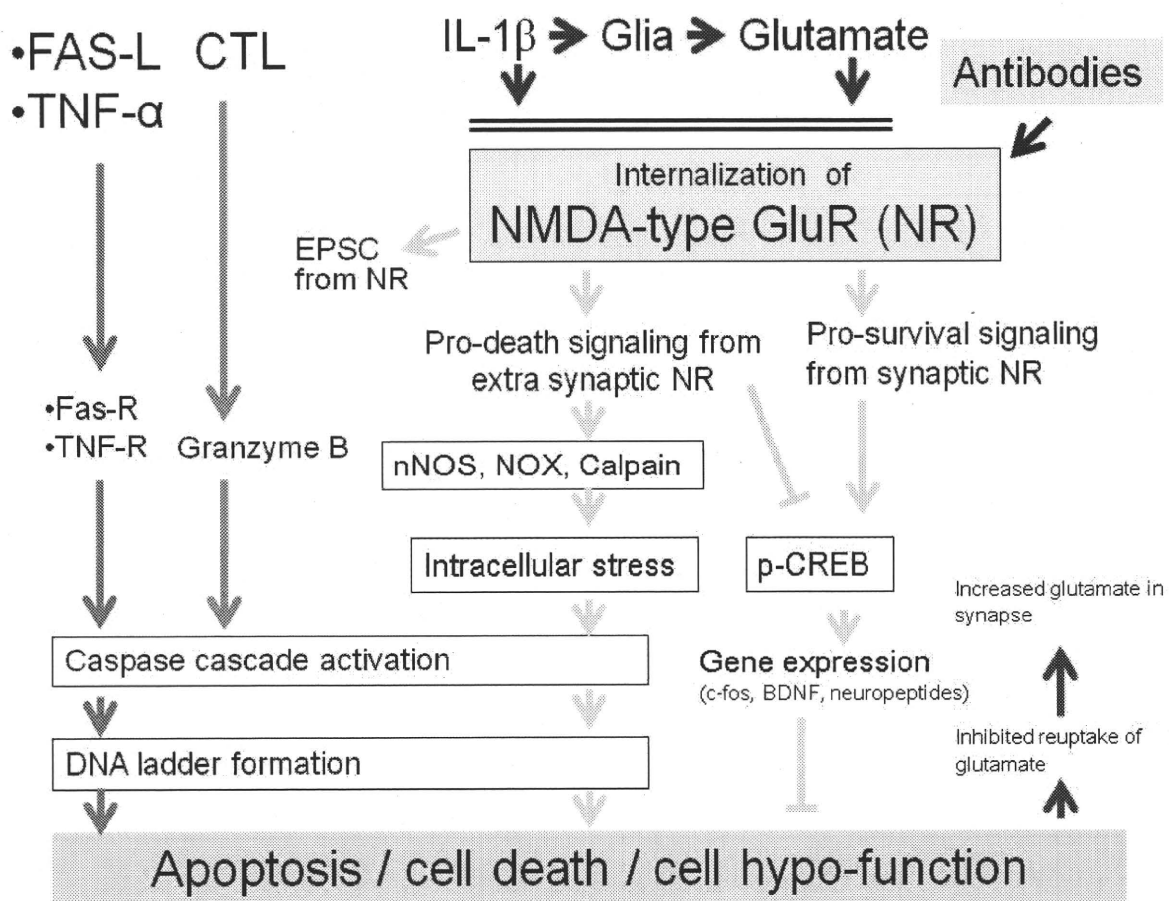 •FAS-L CTL
•TNF-α
IL-1β Glia Glutamate
Antibodies
Internalization of
NMDA-type GluR (NR)
EPSC
from NR
Pro-death signaling from
extra synaptic NR
Pro-survival signaling
from synaptic NR
•Fas-R
•TNF-R
Granzyme B
nNOS, NOX, Calpain
Intracellular stress
p-CREB
Increased glutamate in
synapse
Caspase cascade activation
Gene expression
(c-fos, BDNF, neuropeptides)
DNA ladder formation
Inhibited reuptake of
glutamate
Apoptosis / cell death / cell hypo-function